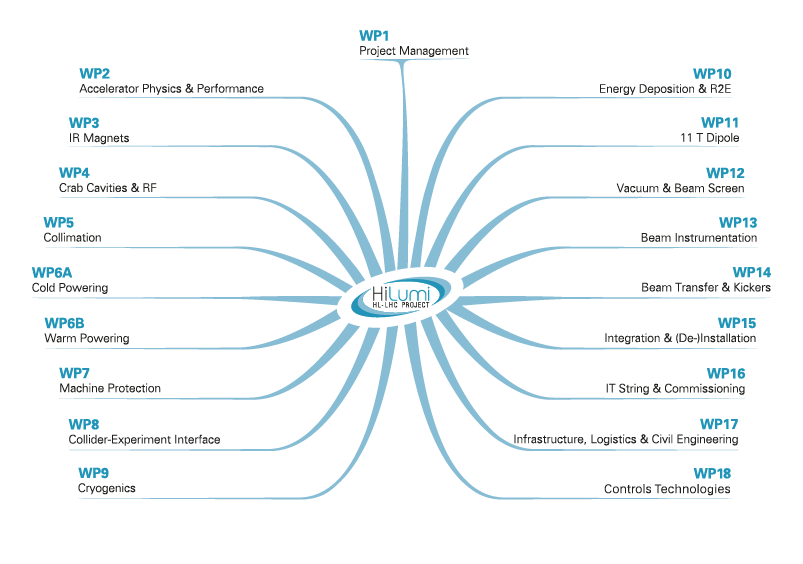 WP1
Project Management
WP2
Accelerator Physics & Performance
WP3
IR Magnets
WP4
Crab Cavities & RF
WP5
Collimation
WP6A
Cold Powering
WP6B
Warm Powering
WP7
Machine Protection
WP8
Collider-Experiment Interface
WP9
Cryogenics
HiLumi
HL-LHC PROJECT
WP10
Energy Deposition & R2E
WP11
11 T Dipole
WP12
Vacuum & Beam Screen
WP13
Beam Instrumentation
WP14
Beam Transfer & Kickers
WP15
Integration & (De-)Installation
WP16
IT String & Commissioning
WP17
Infrastructure, Logistics & Civil Engineering
WP18
Controls Technologies